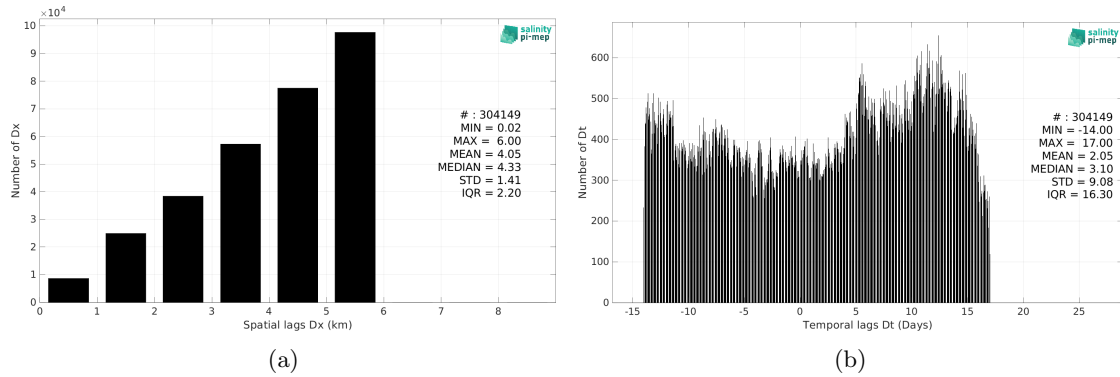 ×10⁴
10
9
8
7
6
5
4
3
2
1
0
Number of Dx
0 1 2 3 4 5 6 7 8
Spatial lags Dx (km)
salinity
pi-mep
# : 304149
MIN = 0.02
MAX = 6.00
MEAN = 4.05
MEDIAN = 4.33
STD = 1.41
IQR = 2.20
(a)
600
500
400
300
200
100
0
Number of Dt
-15 -10 -5 0 5 10 15 20 25
Temporal lags Dt (Days)
salinity
pi-mep
# : 304149
MIN = -14.00
MAX = 17.00
MEAN = 2.05
MEDIAN = 3.10
STD = 9.08
IQR = 16.30
(b)